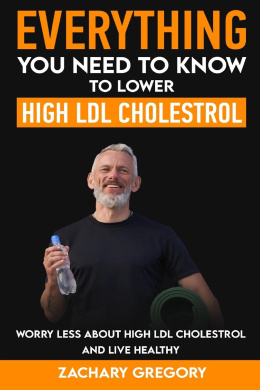 EVERYTHING
YOU NEED TO KNOW
TO LOWER
HIGH LDL CHOLESTROL
WORRY LESS ABOUT HIGH LDL CHOLESTROL
AND LIVE HEALTHY
ZACHARY GREGORY